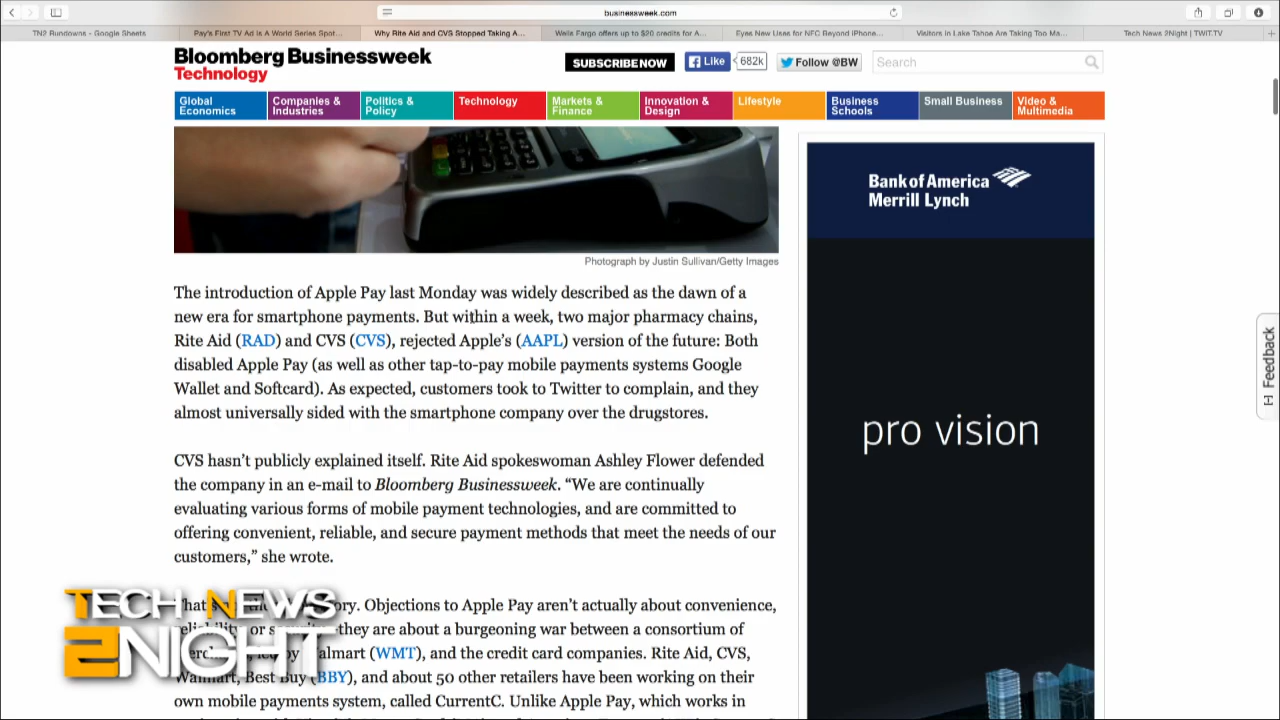 businessweek.com
TN2 Rundowns - Google Sheets
Pay's First TV Ad is A World Series Spot...
Why Rite Aid and CVS Stopped Taking A...
Wells Fargo offers up to $20 credits for A...
Eyes New Uses for NFC Beyond iPhone...
Visitors in Lake Tahoe Are Taking Too Ma...
Tech News 2Night | TWiT.TV
Bloomberg Businessweek
Technology
SUBSCRIBE NOW
Like
682k
Follow @BW
Search
Global
Economics
Companies &
Industries
Politics &
Policy
Technology
Markets &
Finance
Innovation &
Design
Lifestyle
Business
Schools
Small Business
Video &
Multimedia
Photograph by Justin Sullivan/Getty Images
The introduction of Apple Pay last Monday was widely described as the dawn of a
new era for smartphone payments. But within a week, two major pharmacy chains,
Rite Aid (RAD) and CVS (CVS), rejected Apple's (AAPL) version of the future: Both
disabled Apple Pay (as well as other tap-to-pay mobile payments systems Google
Wallet and Softcard). As expected, customers took to Twitter to complain, and they
almost universally sided with the smartphone company over the drugstores.
CVS hasn't publicly explained itself. Rite Aid spokeswoman Ashley Flower defended
the company in an e-mail to Bloomberg Businessweek. “We are continually
evaluating various forms of mobile payment technologies, and are committed to
offering convenient, reliable, and secure payment methods that meet the needs of our
customers,” she wrote.
Objections to Apple Pay aren't actually about convenience,
they are about a burgeoning war between a consortium of
Walmart (WMT), and the credit card companies. Rite Aid, CVS,
Walmart, Best Buy (BBY), and about 50 other retailers have been working on their
own mobile payments system, called CurrentC. Unlike Apple Pay, which works in
Bank of America
Merrill Lynch
pro vision
Feedback
TECH NEWS
2NIGHT